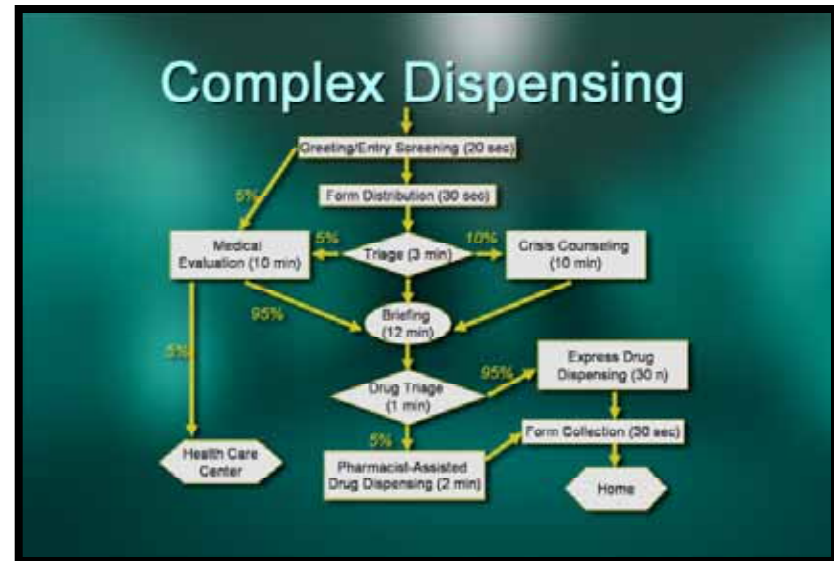 Complex Dispensing
Greeting/Entry Screening (20 sec)
5%
Form Distribution (30 sec)
Medical
Evaluation (10 min)
5%
Triage (3 min)
10%
Crisis Counseling
(10 min)
95%
Briefing
(12 min)
5%
Express Drug
Dispensing (30 n)
95%
Drug Triage
(1 min)
5%
Form Collection (30 sec)
Health Care
Center
Pharmacist-Assisted
Drug Dispensing (2 min)
Home